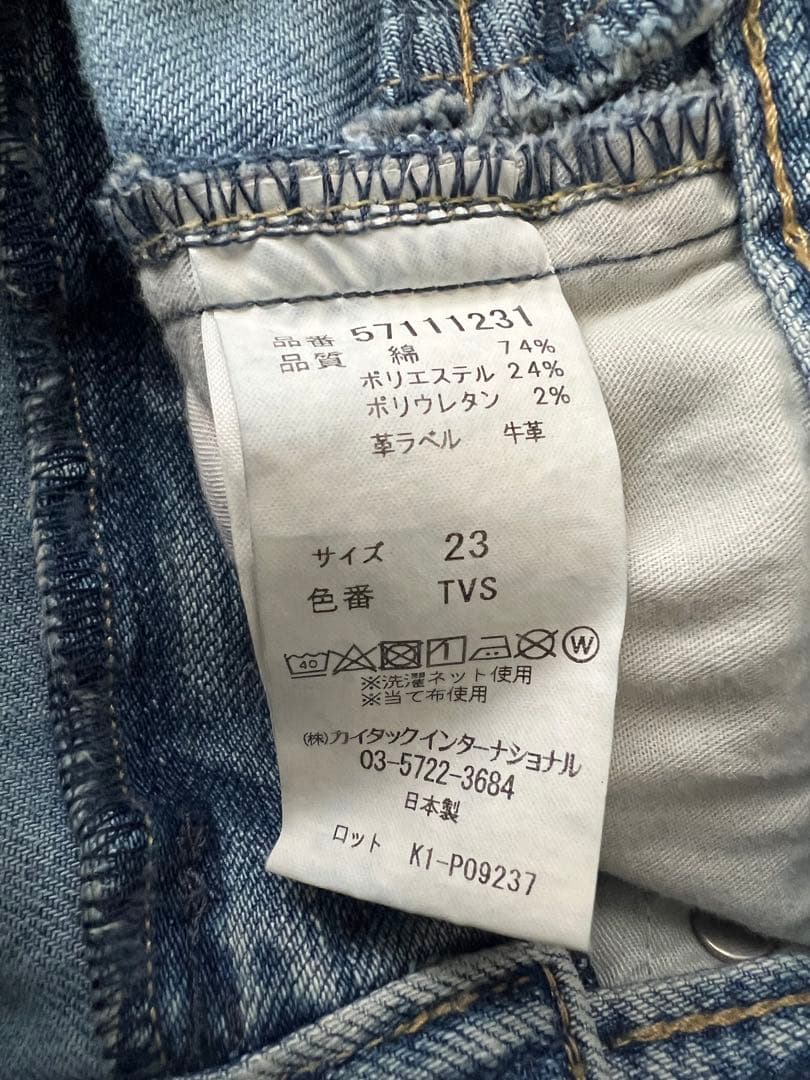 品番 57111231
品質 綿 74%
ポリエステル 24%
ポリウレタン 2%
革ラベル 牛革
サイズ 23
色番 TVS
40 1 W
※洗濯ネット使用
※当て布使用
(株)カイタックインターナショナル
03-5722-3684
日本製
ロット K1-P09237